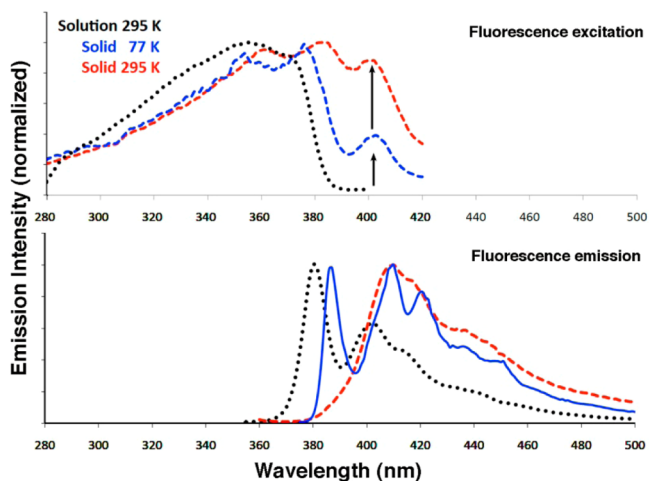 Solution 295 K
Solid 77 K
Solid 295 K
Fluorescence excitation
280 300 320 340 360 380 400 420 440 460 480 500
Emission Intensity (normalized)
Fluorescence emission
280 300 320 340 360 380 400 420 440 460 480 500
Wavelength (nm)